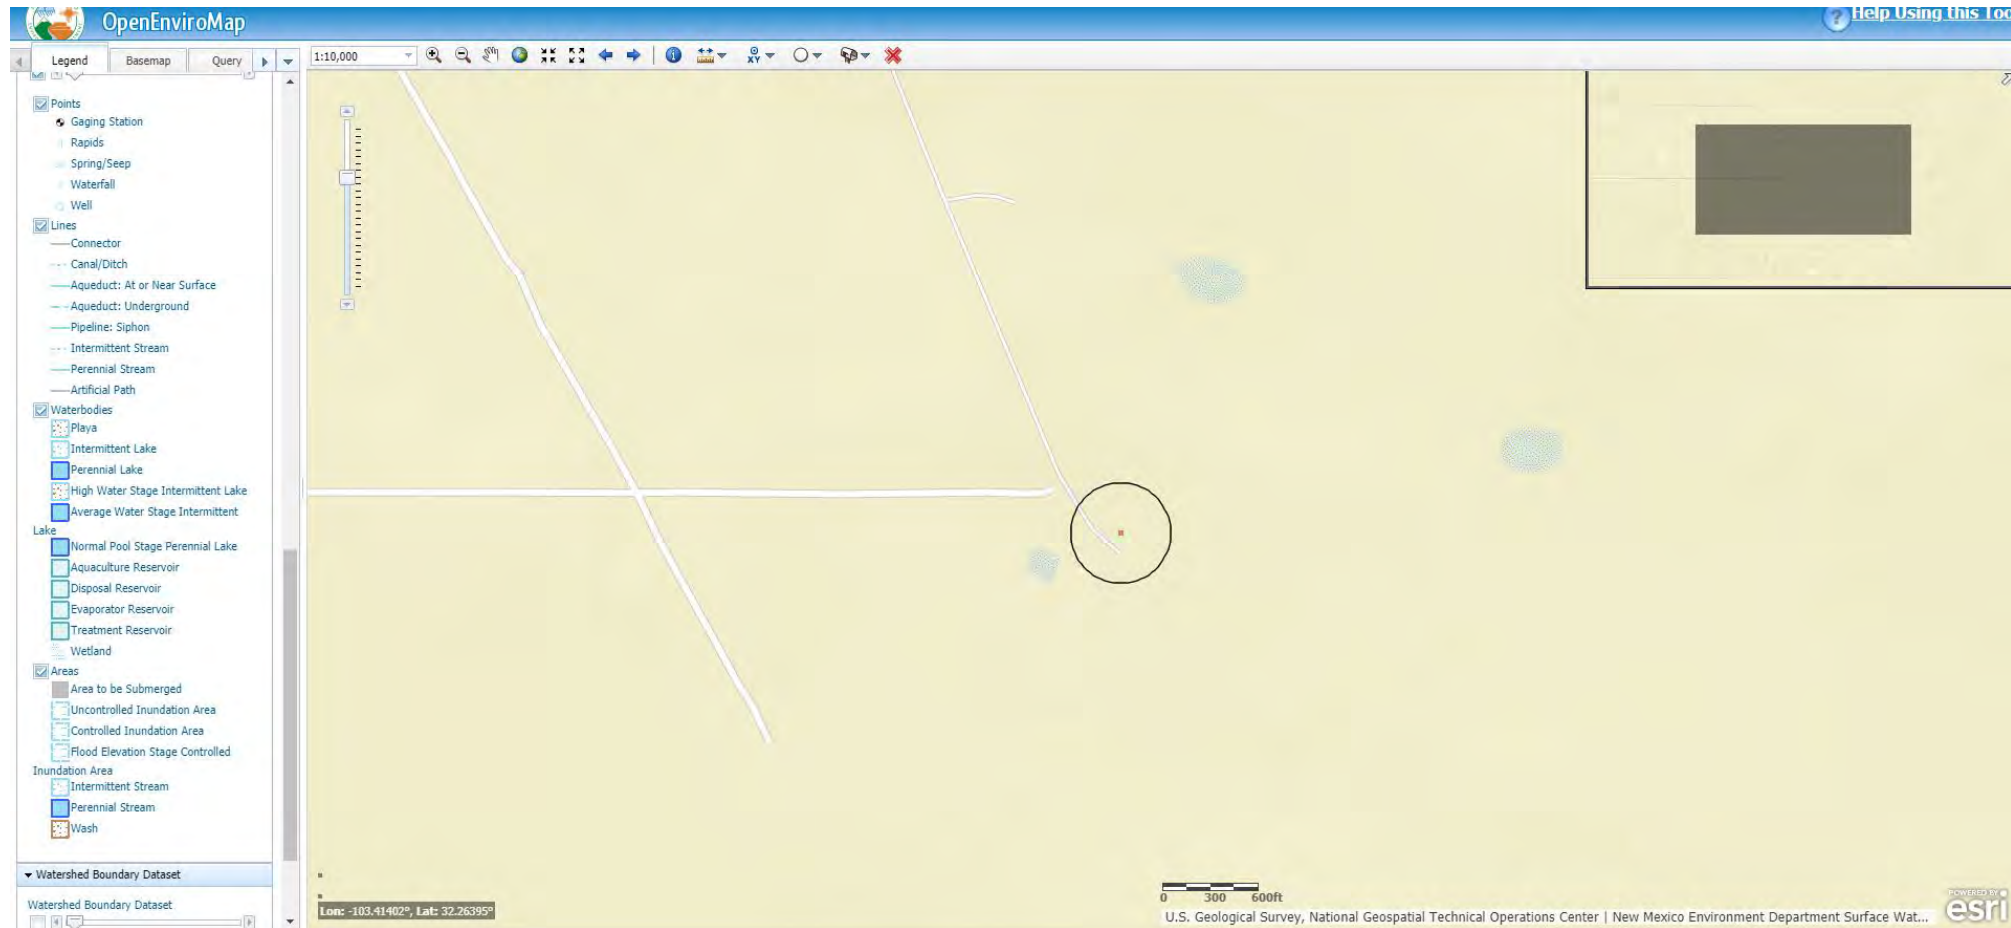 OpenEnviroMap
Help Using this Too
Legend
Basemap
Query
1:10,000
Points
Gaging Station
Rapids
Spring/Seep
Waterfall
Well
Lines
Connector
Canal/Ditch
Aqueduct: At or Near Surface
Aqueduct: Underground
Pipeline: Siphon
Intermittent Stream
Perennial Stream
Artificial Path
Waterbodies
Playa
Intermittent Lake
Perennial Lake
High Water Stage Intermittent Lake
Average Water Stage Intermittent
Lake
Normal Pool Stage Perennial Lake
Aquaculture Reservoir
Disposal Reservoir
Evaporator Reservoir
Treatment Reservoir
Wetland
Areas
Area to be Submerged
Uncontrolled Inundation Area
Controlled Inundation Area
Flood Elevation Stage Controlled
Inundation Area
Intermittent Stream
Perennial Stream
Wash
Watershed Boundary Dataset
Watershed Boundary Dataset
XY
Lon: -103.41402°, Lat: 32.26395°
0 300 600ft
U.S. Geological Survey, National Geospatial Technical Operations Center | New Mexico Environment Department Surface Wat...
POWERED BY
esri